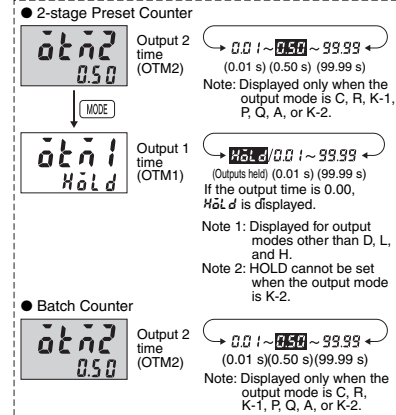 ● 2-stage Preset Counter
otn2
0.50
Output 2
time
(OTM2)
0.01~0.50~99.99
(0.01 s) (0.50 s) (99.99 s)
Note: Displayed only when the
output mode is C, R, K-1,
P, Q, A, or K-2.
MODE
otn1
HoLd
Output 1
time
(OTM1)
HoLd/0.01~99.99
(Outputs held) (0.01 s) (99.99 s)
If the output time is 0.00,
HoLd is displayed.
Note 1: Displayed for output
modes other than D, L,
and H.
Note 2: HOLD cannot be set
when the output mode
is K-2.
● Batch Counter
otn2
0.50
Output 2
time
(OTM2)
0.01~0.50~99.99
(0.01 s)(0.50 s)(99.99 s)
Note: Displayed only when the
output mode is C, R,
K-1, P, Q, A, or K-2.